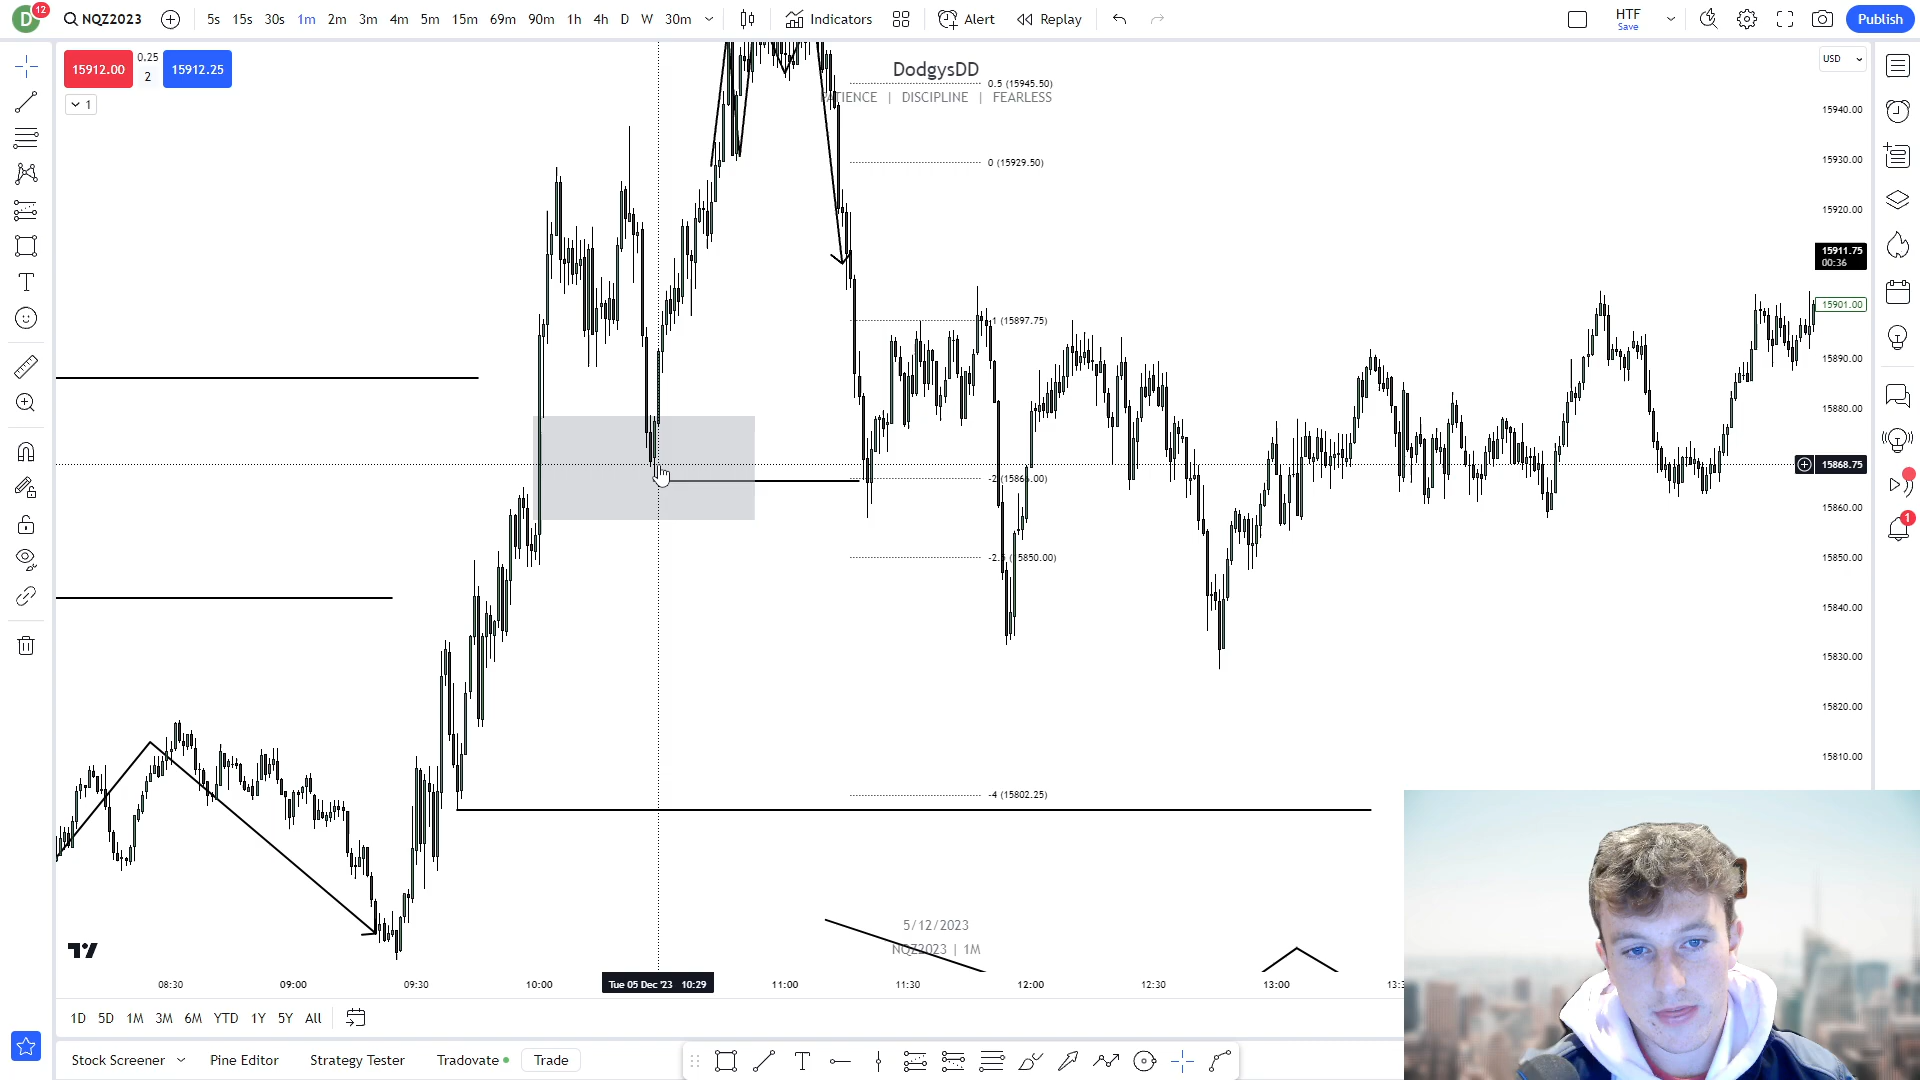 D 12 NQZ2023 5s 15s 30s 1m 2m 3m 4m 5m 15m 69m 90m 1h 4h D W 30m Indicators Alert Replay HTF Save Publish
15912.00 0.25 2 15912.25
1
DodgysDD
PATIENCE | DISCIPLINE | FEARLESS
0.5 (15945.50)
0 (15929.50)
-1 (15897.75)
-2 (15866.00)
-2.5 (15850.00)
-4 (15802.25)
USD
15940.00
15930.00
15920.00
15911.75
00:36
15901.00
15890.00
15880.00
15868.75
15860.00
15850.00
15840.00
15830.00
15820.00
15810.00
1
5/12/2023
NQZ2023 | 1M
08:30 09:00 09:30 10:00 Tue 05 Dec '23 10:29 11:00 11:30 12:00 12:30 13:00
1D 5D 1M 3M 6M YTD 1Y 5Y All
Stock Screener Pine Editor Strategy Tester Tradovate Trade